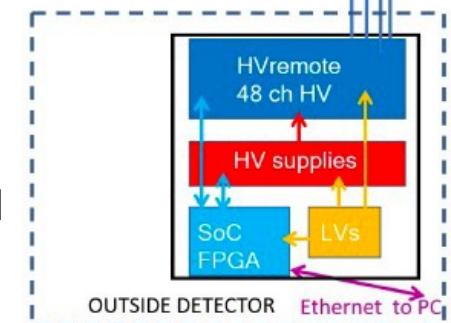 HVremote
48 ch HV
HV supplies
SoC
FPGA
LVs
OUTSIDE DETECTOR
Ethernet to PC